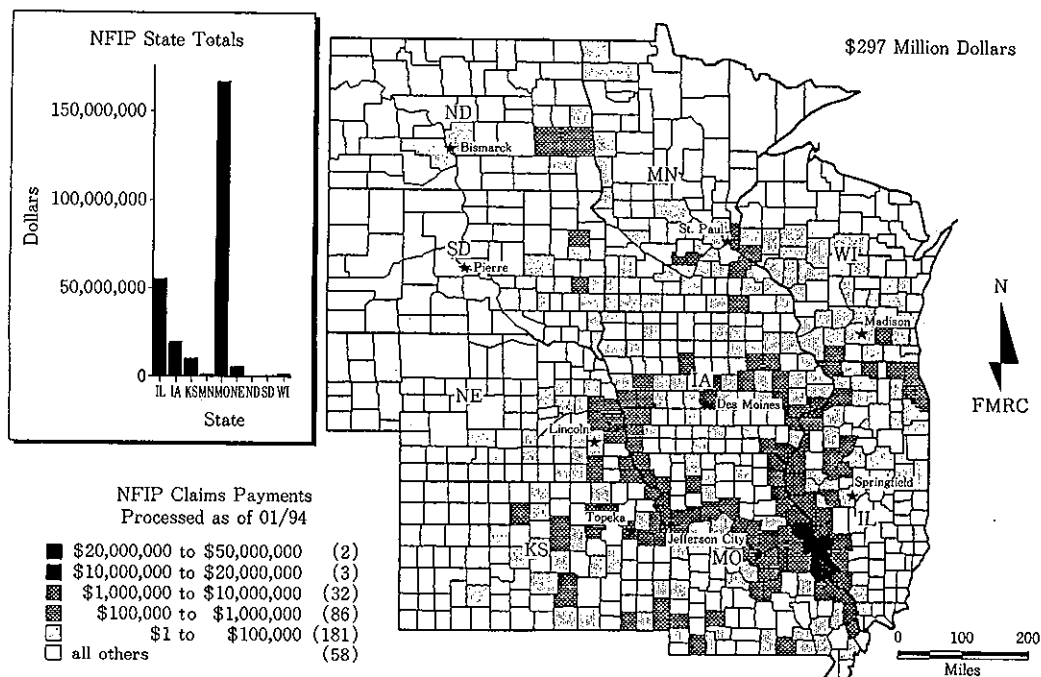 NFIP State Totals
Dollars
150,000,000
100,000,000
50,000,000
0
IL IA KS MN MO NE ND SD WI
State
NFIP Claims Payments
Processed as of 01/94
$20,000,000 to $50,000,000 (2)
$10,000,000 to $20,000,000 (3)
$1,000,000 to $10,000,000 (32)
$100,000 to $1,000,000 (86)
$1 to $100,000 (181)
all others (58)
$297 Million Dollars
ND
Bismarck
MN
St. Paul
SD
Pierre
WI
Madison
N
FMRC
IA
Des Moines
NE
Lincoln
Springfield
IL
Topeka
KS
Jefferson City
MO
0 100 200
Miles